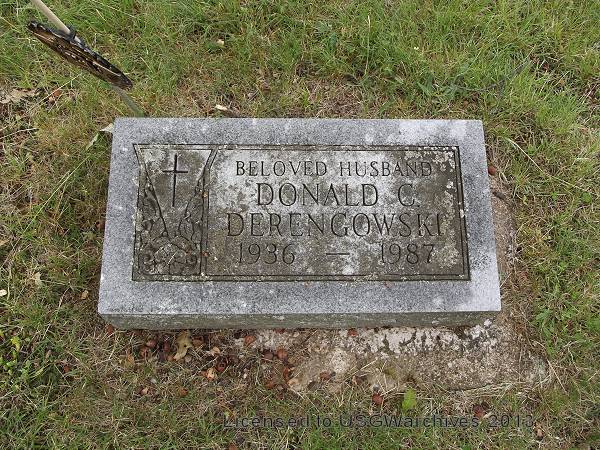 BELOVED HUSBAND
DONALD C.
DERENGOWSKI
1936 — 1987
Licensed to USGWarchives 2013